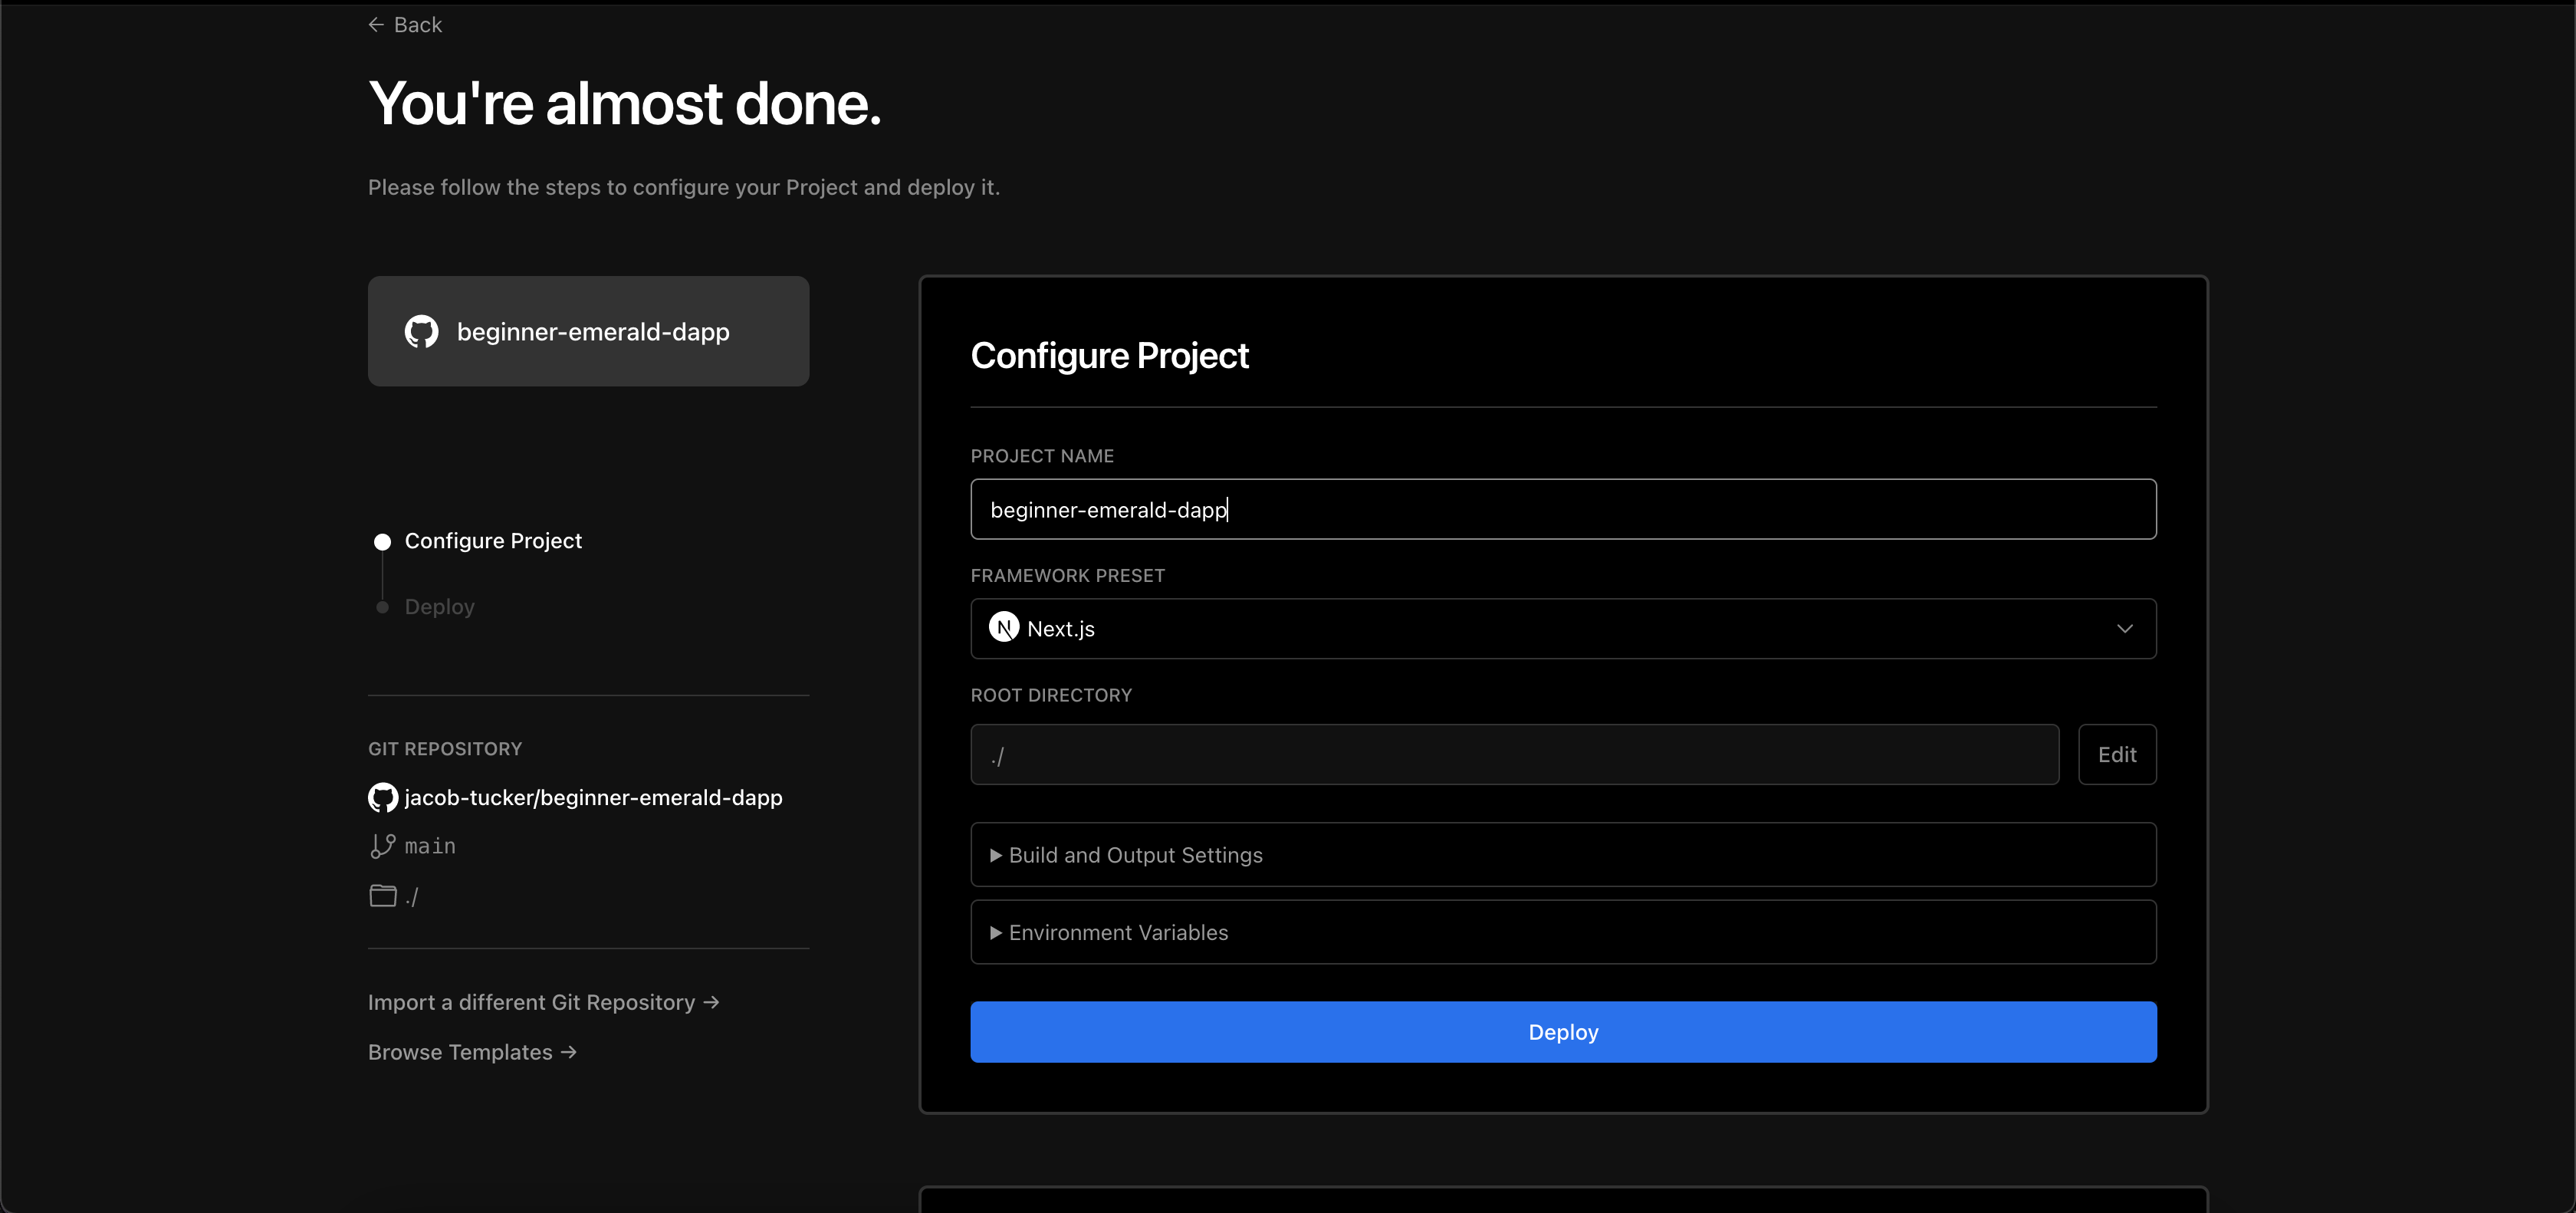 ← Back
You're almost done.
Please follow the steps to configure your Project and deploy it.
beginner-emerald-dapp
Configure Project
Deploy
GIT REPOSITORY
jacob-tucker/beginner-emerald-dapp
main
./
Import a different Git Repository →
Browse Templates →
Configure Project
PROJECT NAME
beginner-emerald-dapp
FRAMEWORK PRESET
N Next.js
ROOT DIRECTORY
./
Edit
Build and Output Settings
Environment Variables
Deploy